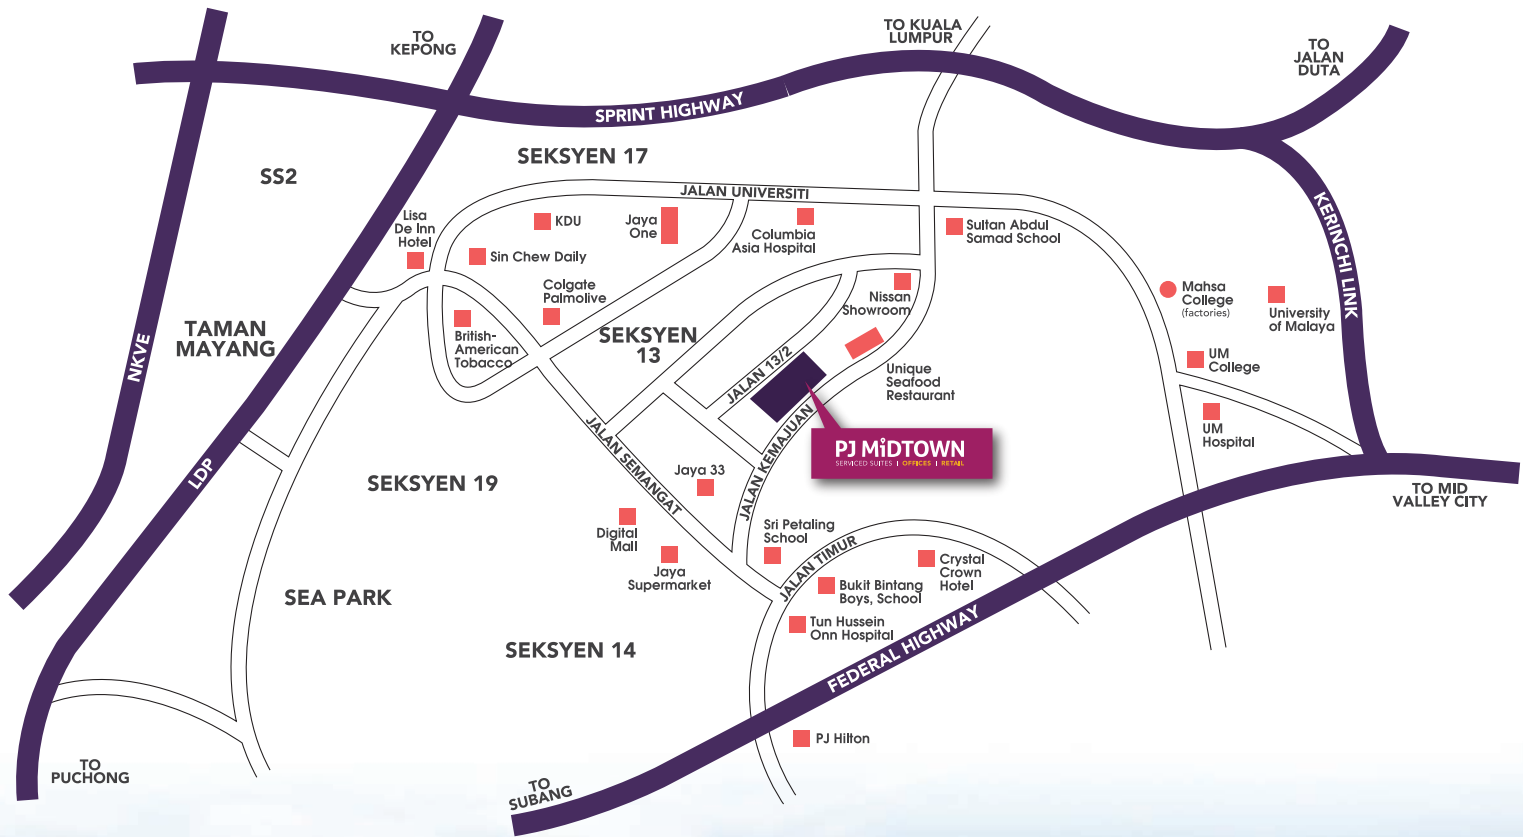 TO
KEPONG
TO KUALA
LUMPUR
TO
JALAN
DUTA
SPRINT HIGHWAY
SEKSYEN 17
SS2
JALAN UNIVERSITI
KERINCHI LINK
Lisa
De Inn
Hotel
KDU
Jaya
One
Columbia
Asia Hospital
Sultan Abdul
Samad School
Sin Chew Daily
Colgate
Palmolive
Nissan
Showroom
Mahsa
College
(factories)
University
of Malaya
TAMAN
MAYANG
NKVE
British-
American
Tobacco
SEKSYEN
13
JALAN 13/2
Unique
Seafood
Restaurant
UM
College
UM
Hospital
PJ MiDTOWN
SERVICED SUITES | OFFICES | RETAIL
JALAN KEMAJUAN
JALAN SEMANGAT
LDP
SEKSYEN 19
Jaya 33
TO MID
VALLEY CITY
Digital
Mall
Jaya
Supermarket
Sri Petaling
School
JALAN TIMUR
Crystal
Crown
Hotel
Bukit Bintang
Boys, School
SEA PARK
Tun Hussein
Onn Hospital
SEKSYEN 14
FEDERAL HIGHWAY
PJ Hilton
TO
PUCHONG
TO
SUBANG